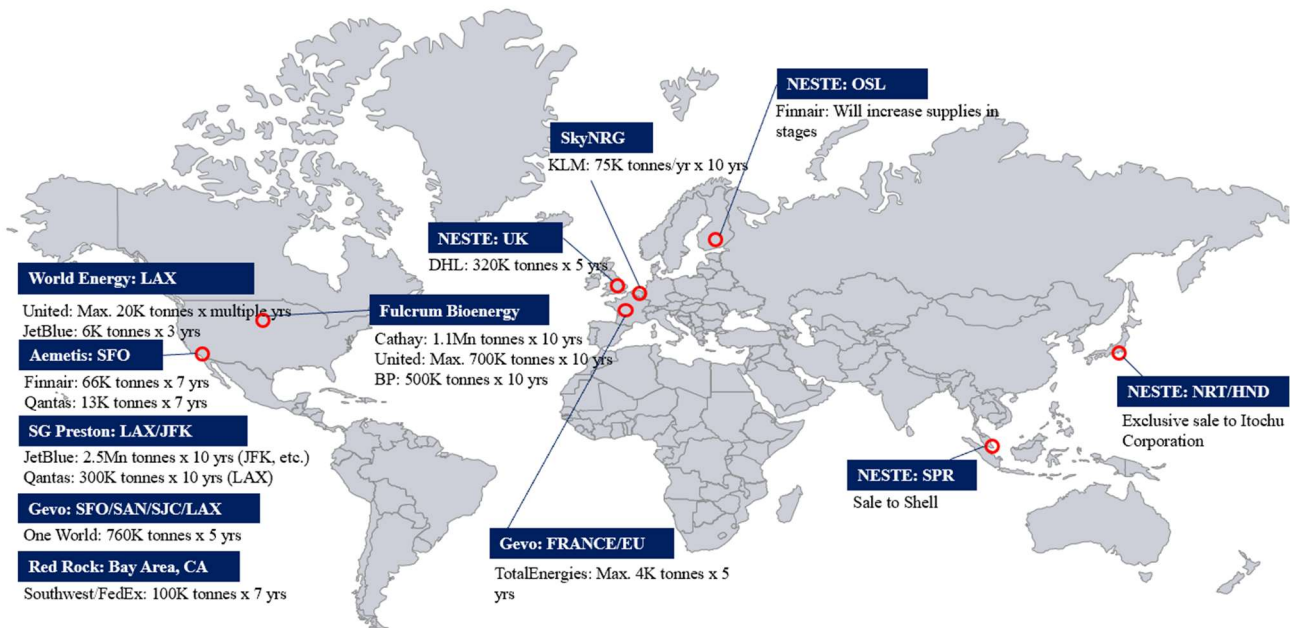 NESTE: OSL
Finnair: Will increase supplies in
stages
SkyNRG
KLM: 75K tonnes/yr x 10 yrs
NESTE: UK
DHL: 320K tonnes x 5 yrs
World Energy: LAX
United: Max. 20K tonnes x multiple yrs
JetBlue: 6K tonnes x 3 yrs
Aemetis: SFO
Finnair: 66K tonnes x 7 yrs
Qantas: 13K tonnes x 7 yrs
SG Preston: LAX/JFK
JetBlue: 2.5Mn tonnes x 10 yrs (JFK, etc.)
Qantas: 300K tonnes x 10 yrs (LAX)
Gevo: SFO/SAN/SJC/LAX
One World: 760K tonnes x 5 yrs
Red Rock: Bay Area, CA
Southwest/FedEx: 100K tonnes x 7 yrs
Fulcrum Bioenergy
Cathay: 1.1Mn tonnes x 10 yrs
United: Max. 700K tonnes x 10 yrs
BP: 500K tonnes x 10 yrs
Gevo: FRANCE/EU
TotalEnergies: Max. 4K tonnes x 5
yrs
NESTE: NRT/HND
Exclusive sale to Itochu
Corporation
NESTE: SPR
Sale to Shell